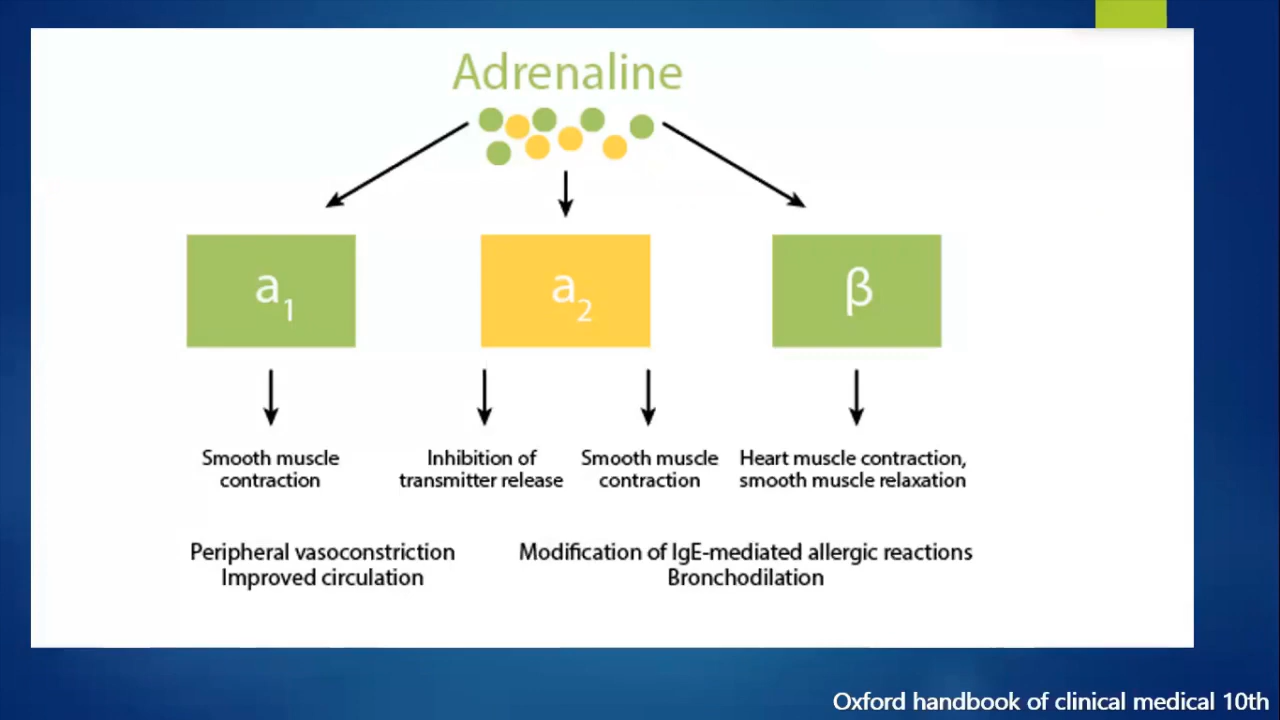 Adrenaline
a1
a2
β
Smooth muscle
contraction
Inhibition of
transmitter release
Smooth muscle
contraction
Heart muscle contraction,
smooth muscle relaxation
Peripheral vasoconstriction
Improved circulation
Modification of IgE-mediated allergic reactions
Bronchodilation
Oxford handbook of clinical medical 10th